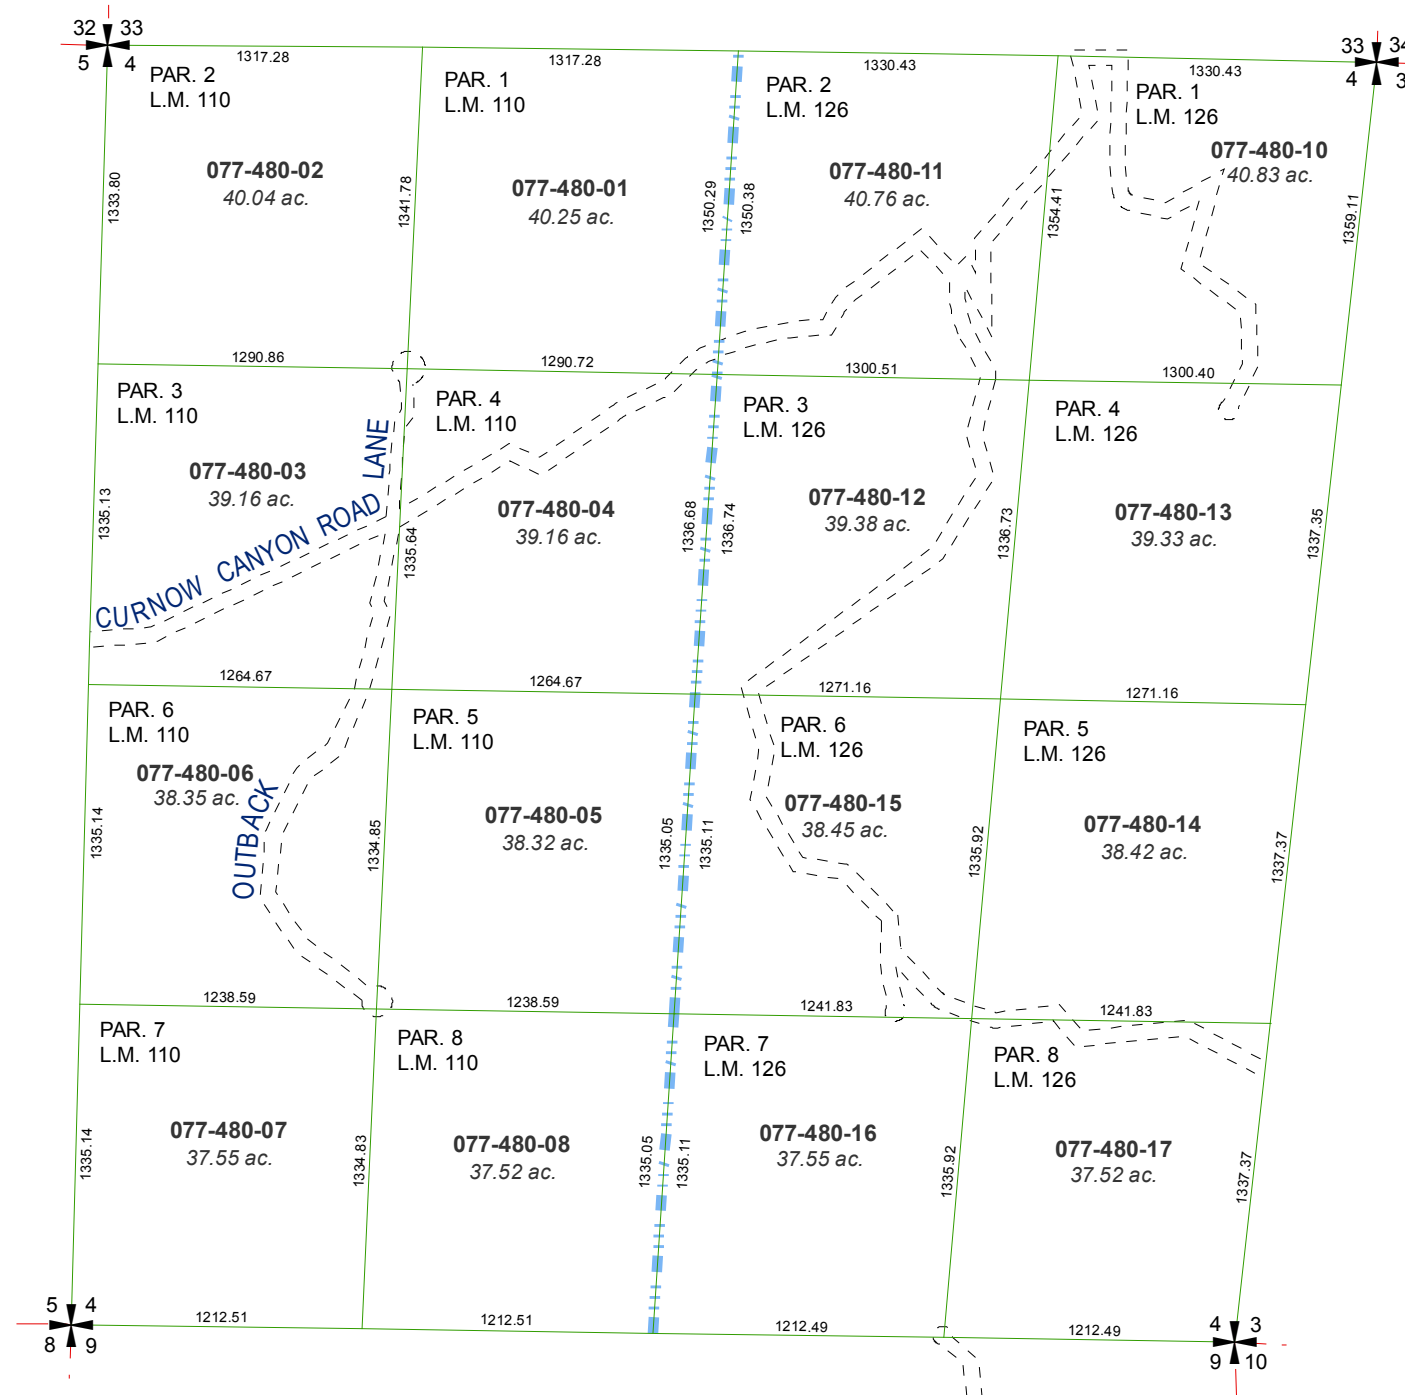 32 33
5 4
33 34
4 3
1317.28
1317.28
1330.43
1330.43
PAR. 2
L.M. 110
PAR. 1
L.M. 110
PAR. 2
L.M. 126
PAR. 1
L.M. 126
077-480-02
40.04 ac.
077-480-01
40.25 ac.
077-480-11
40.76 ac.
077-480-10
40.83 ac.
1333.80
1341.78
1350.29
1350.38
1354.41
1359.11
1290.86
1290.72
1300.51
1300.40
PAR. 3
L.M. 110
PAR. 4
L.M. 110
PAR. 3
L.M. 126
PAR. 4
L.M. 126
077-480-03
39.16 ac.
077-480-04
39.16 ac.
077-480-12
39.38 ac.
077-480-13
39.33 ac.
LANE
CURNOW CANYON ROAD
1335.13
1335.64
1336.68
1336.74
1336.73
1337.35
1264.67
1264.67
1271.16
1271.16
PAR. 6
L.M. 110
PAR. 5
L.M. 110
PAR. 6
L.M. 126
PAR. 5
L.M. 126
077-480-06
38.35 ac.
077-480-05
38.32 ac.
077-480-15
38.45 ac.
077-480-14
38.42 ac.
OUTBACK
1335.14
1334.85
1335.05
1335.11
1335.92
1337.37
1238.59
1238.59
1241.83
1241.83
PAR. 7
L.M. 110
PAR. 8
L.M. 110
PAR. 7
L.M. 126
PAR. 8
L.M. 126
077-480-07
37.55 ac.
077-480-08
37.52 ac.
077-480-16
37.55 ac.
077-480-17
37.52 ac.
1335.14
1334.83
1335.05
1335.11
1335.92
1337.37
1212.51
1212.51
1212.49
1212.49
5 4
8 9
4 3
9 10